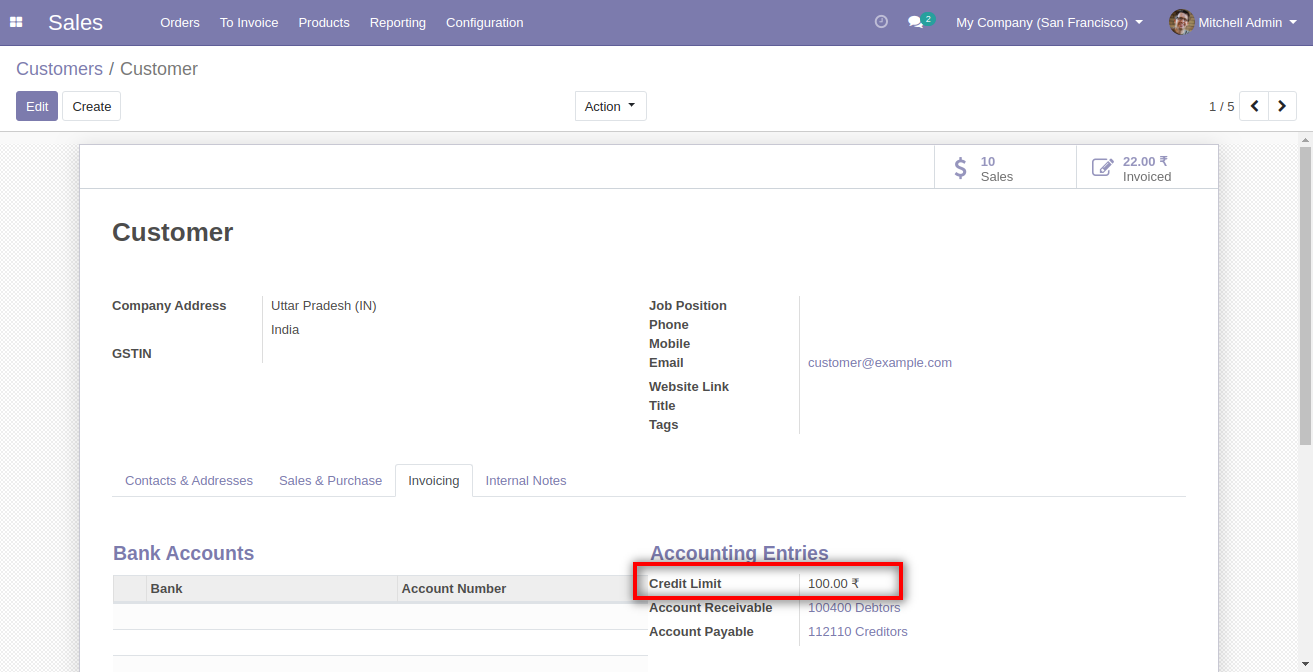 Sales Orders To Invoice Products Reporting Configuration 2 My Company (San Francisco) Mitchell Admin
Customers / Customer
Edit Create Action 1 / 5
10 Sales
22.00 ₹ Invoiced
Customer
Company Address Uttar Pradesh (IN)
India
GSTIN
Job Position
Phone
Mobile
Email customer@example.com
Website Link
Title
Tags
Contacts & Addresses Sales & Purchase Invoicing Internal Notes
Bank Accounts
Bank Account Number
Accounting Entries
Credit Limit 100.00 ₹
Account Receivable 100400 Debtors
Account Payable 112110 Creditors